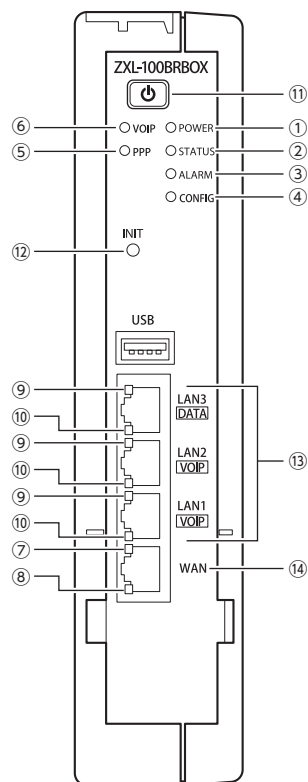 ZXL-100BRBOX
⑪
⑥ VOIP POWER ①
⑤ PPP STATUS ②
ALARM ③
CONFIG ④
INIT
⑫
USB
⑨
LAN3
DATA
⑩
⑨
LAN2
VOIP
⑬
⑩
⑨
LAN1
VOIP
⑩
⑦
WAN ⑭
⑧